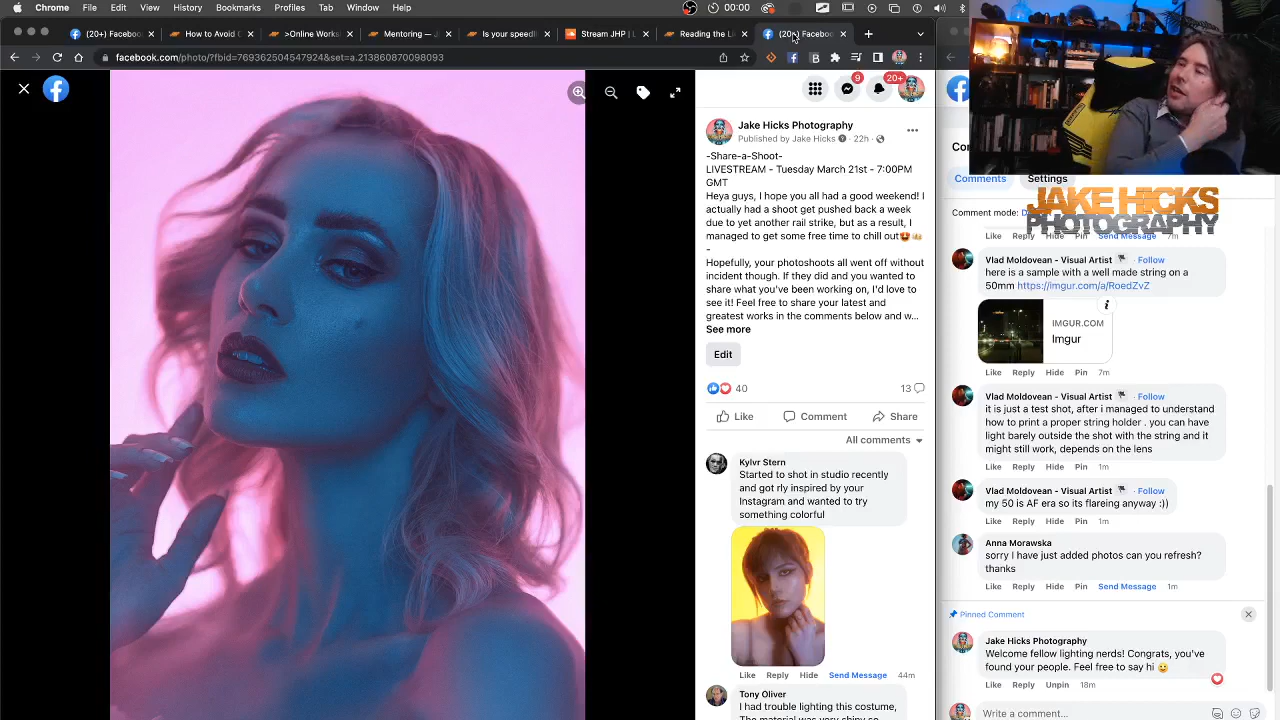 Chrome File Edit View History Bookmarks Profiles Tab Window Help
00:00
(20+) Faceboo
How to Avoid
Mentoring — J
Stream JHP | L
Reading the L
(20+) Faceboo
facebook.com/photo/?fbid=769362504547924&set=a.213860870098093
9
20+
Jake Hicks Photography
Published by Jake Hicks · 22h ·
-Share-a-Shoot-
LIVESTREAM - Tuesday March 21st - 7:00PM
GMT
Heya guys, I hope you all had a good weekend! I
actually had a shoot get pushed back a week
due to yet another rail strike, but as a result, I
managed to get some free time to chill out🤩👏
-
Hopefully, your photoshoots all went off without
incident though. If they did and you wanted to
share what you've been working on, I'd love to
see it! Feel free to share your latest and
greatest works in the comments below and w...
See more
Edit
40
13
Like Comment Share
All comments
Kylvr Stern
Started to shot in studio recently
and got rly inspired by your
Instagram and wanted to try
something colorful
Like Reply Hide Send Message 44m
Tony Oliver
I had trouble lighting this costume,
The material was very shiny so
Comments Settings
JAKE HICKS
PHOTOGRAPHY
Comment mode:
Like Reply Hide Pin Send Message 7m
Vlad Moldovean - Visual Artist · Follow
here is a sample with a well made string on a
50mm https://imgur.com/a/RoedZvZ
IMGUR.COM
Imgur
Like Reply Hide Pin 7m
Vlad Moldovean - Visual Artist · Follow
it is just a test shot, after i managed to understand
how to print a proper string holder . you can have
light barely outside the shot with the string and it
might still work, depends on the lens
Like Reply Hide Pin 1m
Vlad Moldovean - Visual Artist · Follow
my 50 is AF era so its flareing anyway :))
Like Reply Hide Pin 1m
Anna Morawska
sorry I have just added photos can you refresh?
thanks
Like Reply Hide Pin Send Message 1m
Pinned Comment
Jake Hicks Photography
Welcome fellow lighting nerds! Congrats, you've
found your people. Feel free to say hi 😉
Like Reply Unpin 18m
Write a comment...